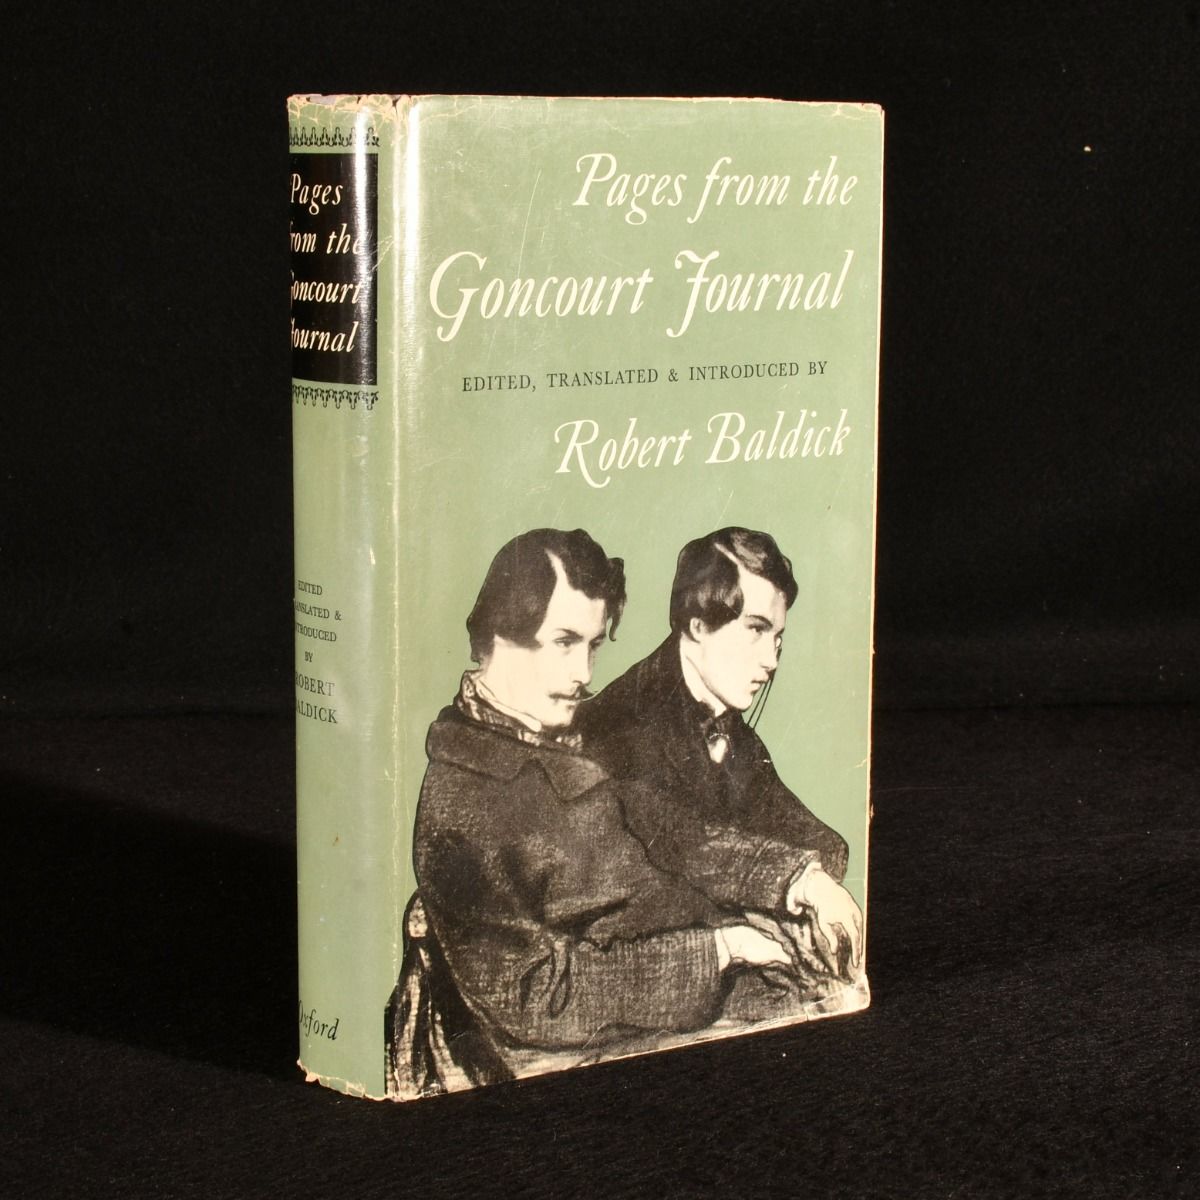 Pages from the
Goncourt Journal
EDITED, TRANSLATED & INTRODUCED BY
Robert Baldick
Pages
from the
Goncourt
Journal
EDITED
TRANSLATED &
INTRODUCED
BY
ROBERT
BALDICK
Oxford